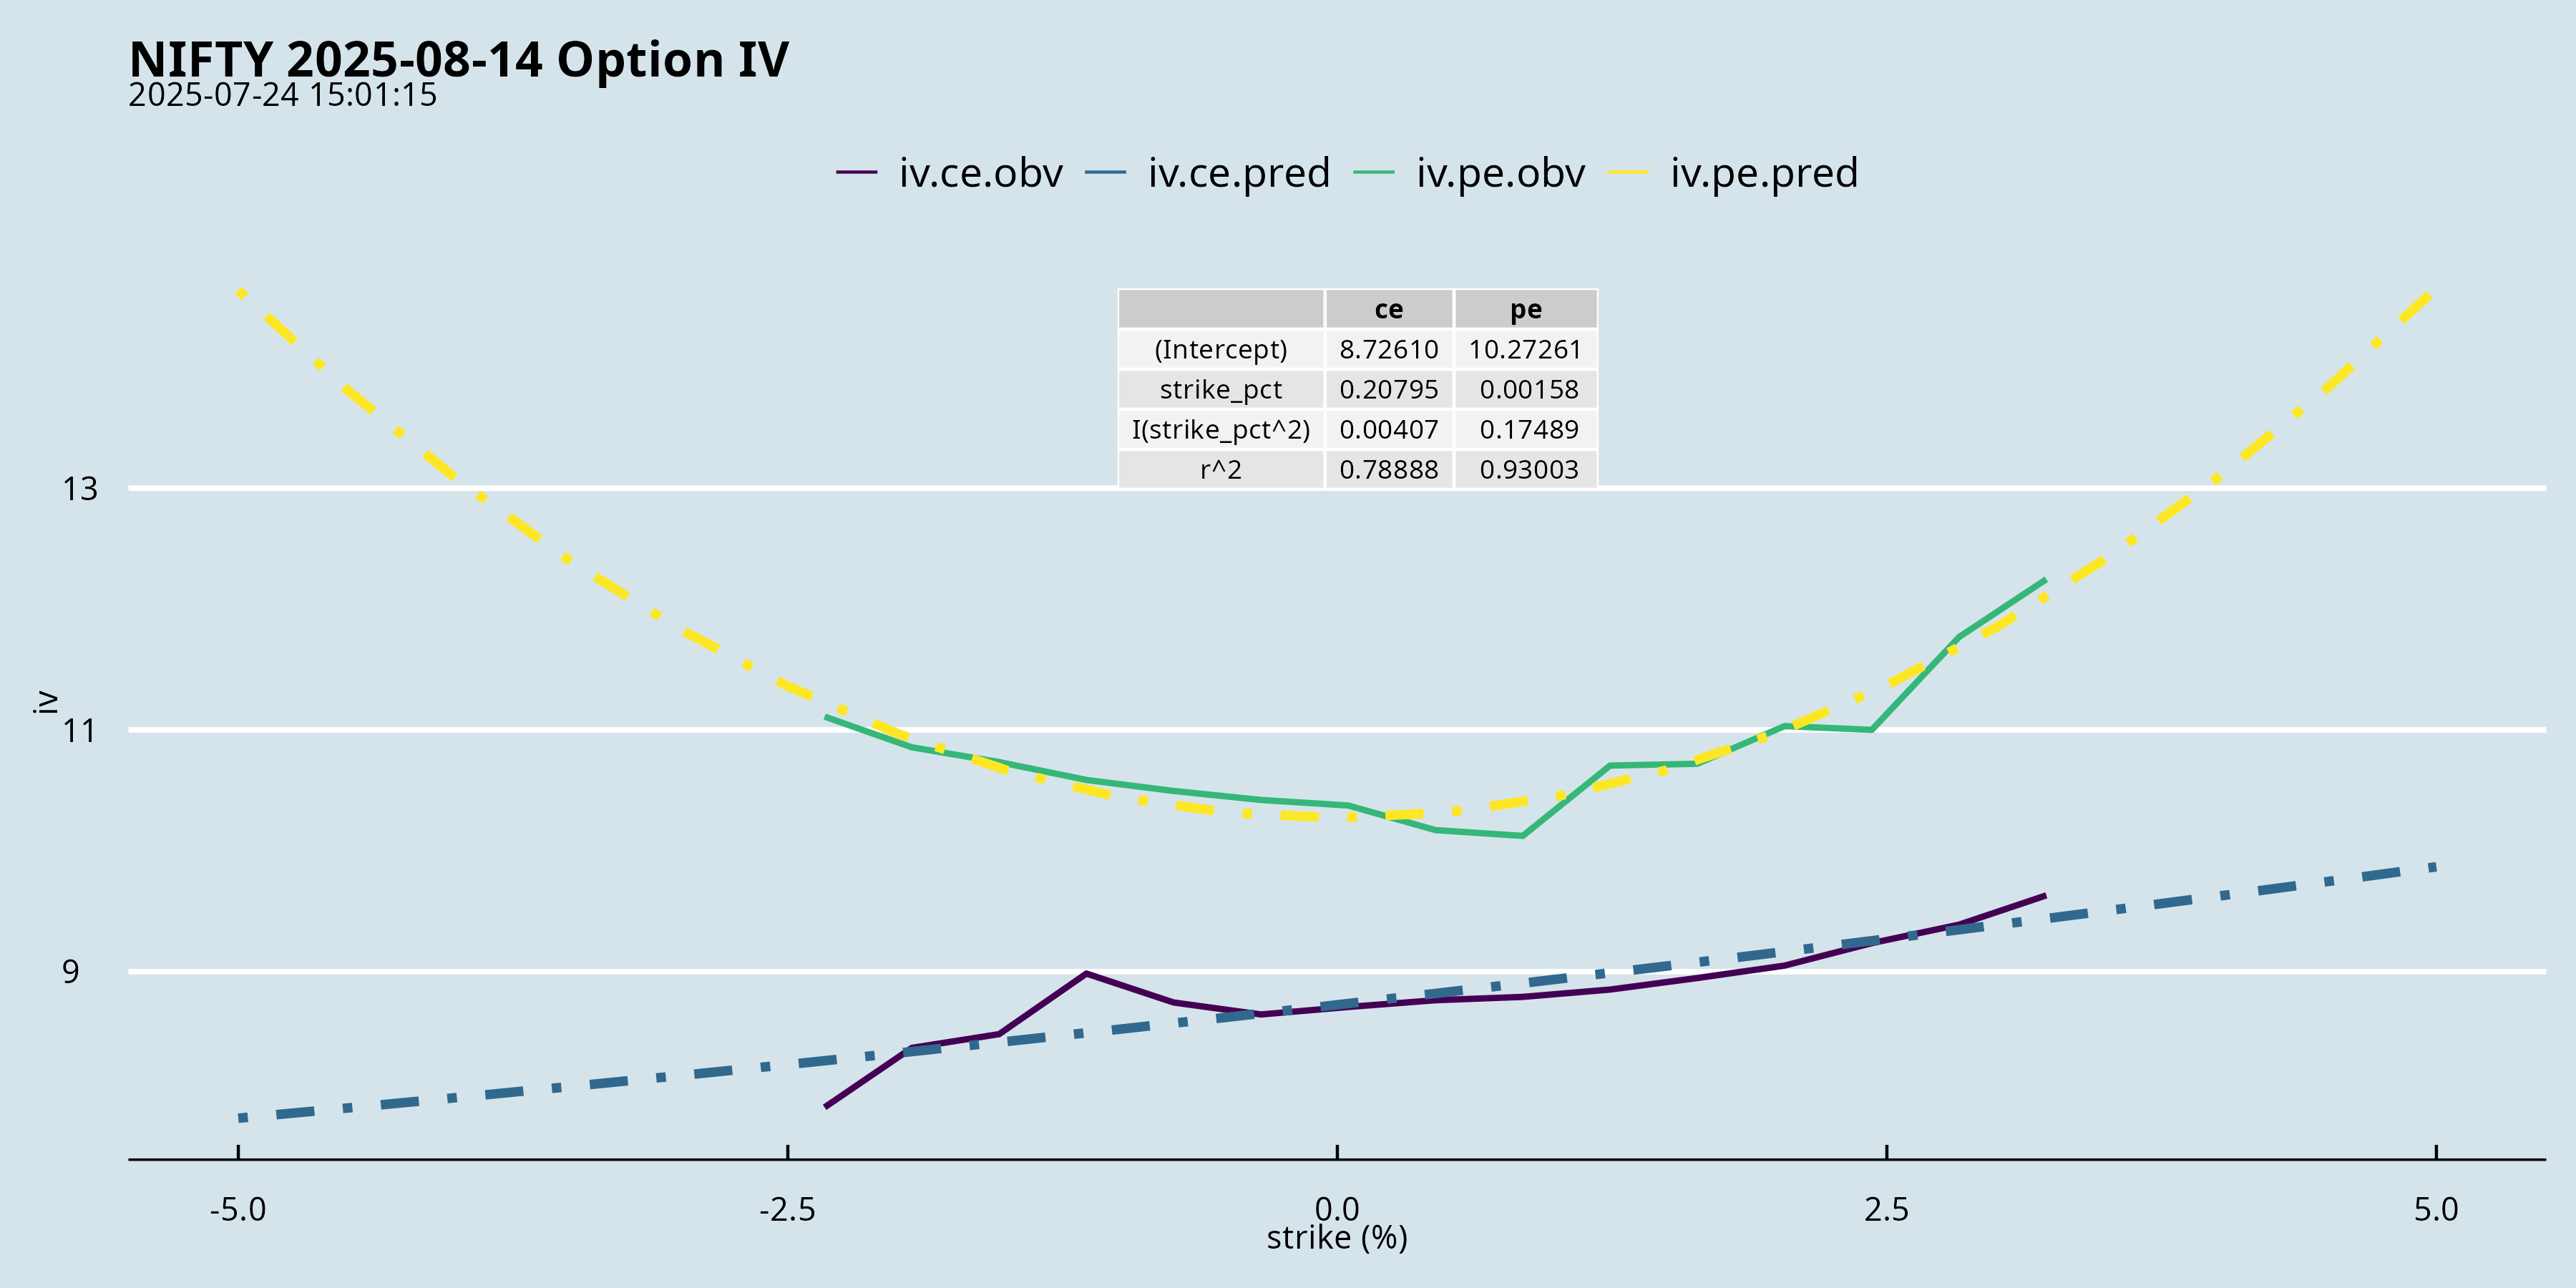 NIFTY 2025-08-14 Option IV
2025-07-24 15:01:15
iv.ce.obv iv.ce.pred iv.pe.obv iv.pe.pred
ce pe
(Intercept) 8.72610 10.27261
strike_pct 0.20795 0.00158
I(strike_pct^2) 0.00407 0.17489
r^2 0.78888 0.93003
13
11
9
iv
-5.0 -2.5 0.0 2.5 5.0
strike (%)